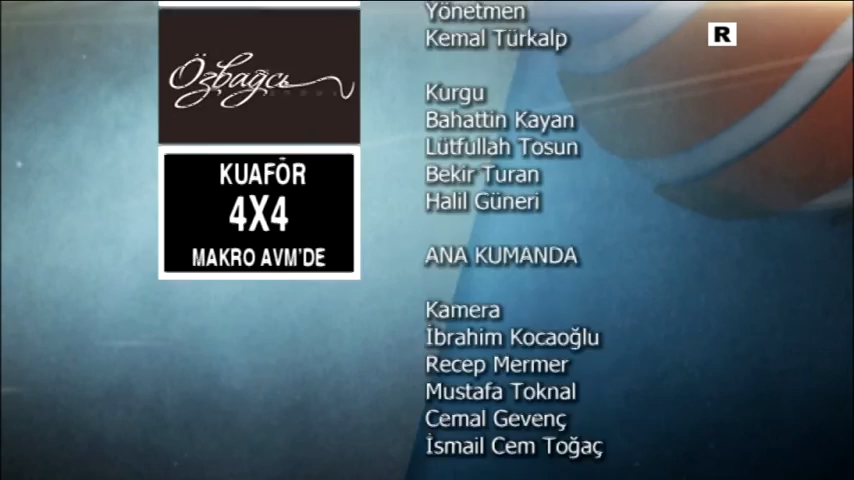 Özbağcı
KUAFÖR
4X4
MAKRO AVM'DE
Yönetmen
Kemal Türkalp
Kurgu
Bahattin Kayan
Lütfullah Tosun
Bekir Turan
Halil Güneri
ANA KUMANDA
Kamera
İbrahim Kocaoğlu
Recep Mermer
Mustafa Toknal
Cemal Gevenç
İsmail Cem Toğaç
R